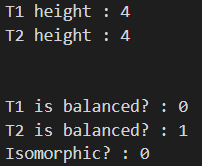 T1 height : 4
T2 height : 4
T1 is balanced? : 0
T2 is balanced? : 1
Isomorphic? : 0